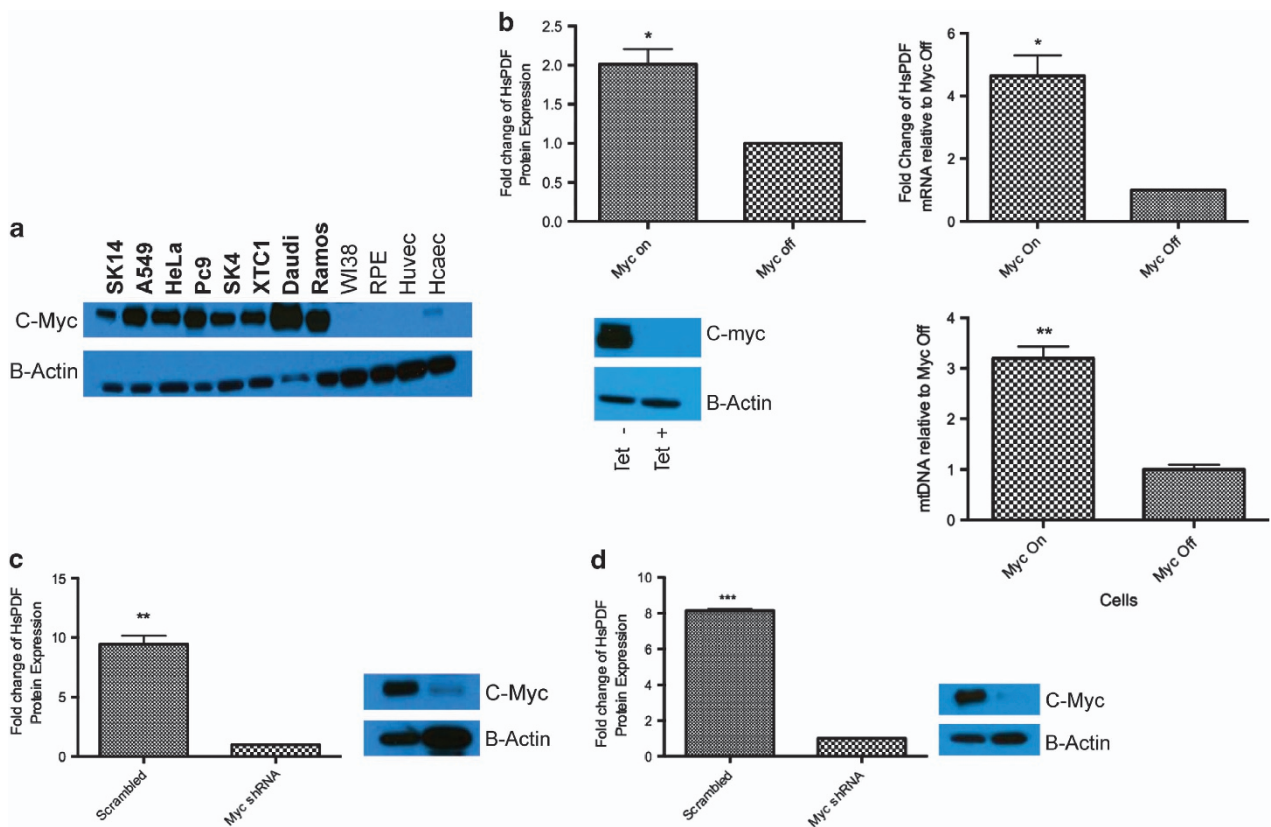 a
SK14 A549 HeLa Pc9 SK4 XTC1 Daudi Ramos WI38 RPE Huvec Hcaec
C-Myc
B-Actin
b
Fold change of HsPDF
Protein Expression
2.5
2.0
1.5
1.0
0.5
0.0
*
Myc on
Myc off
Fold Change of HsPDF
mRNA relative to Myc Off
6
4
2
0
*
Myc On
Myc Off
C-myc
B-Actin
Tet -
Tet +
mtDNA relative to Myc Off
4
3
2
1
0
**
Myc On
Myc Off
Cells
c
Fold change of HsPDF
Protein Expression
15
10
5
0
**
Scrambled
Myc shRNA
C-Myc
B-Actin
d
Fold change of HsPDF
Protein Expression
10
8
6
4
2
0
***
Scrambled
Myc shRNA
C-Myc
B-Actin